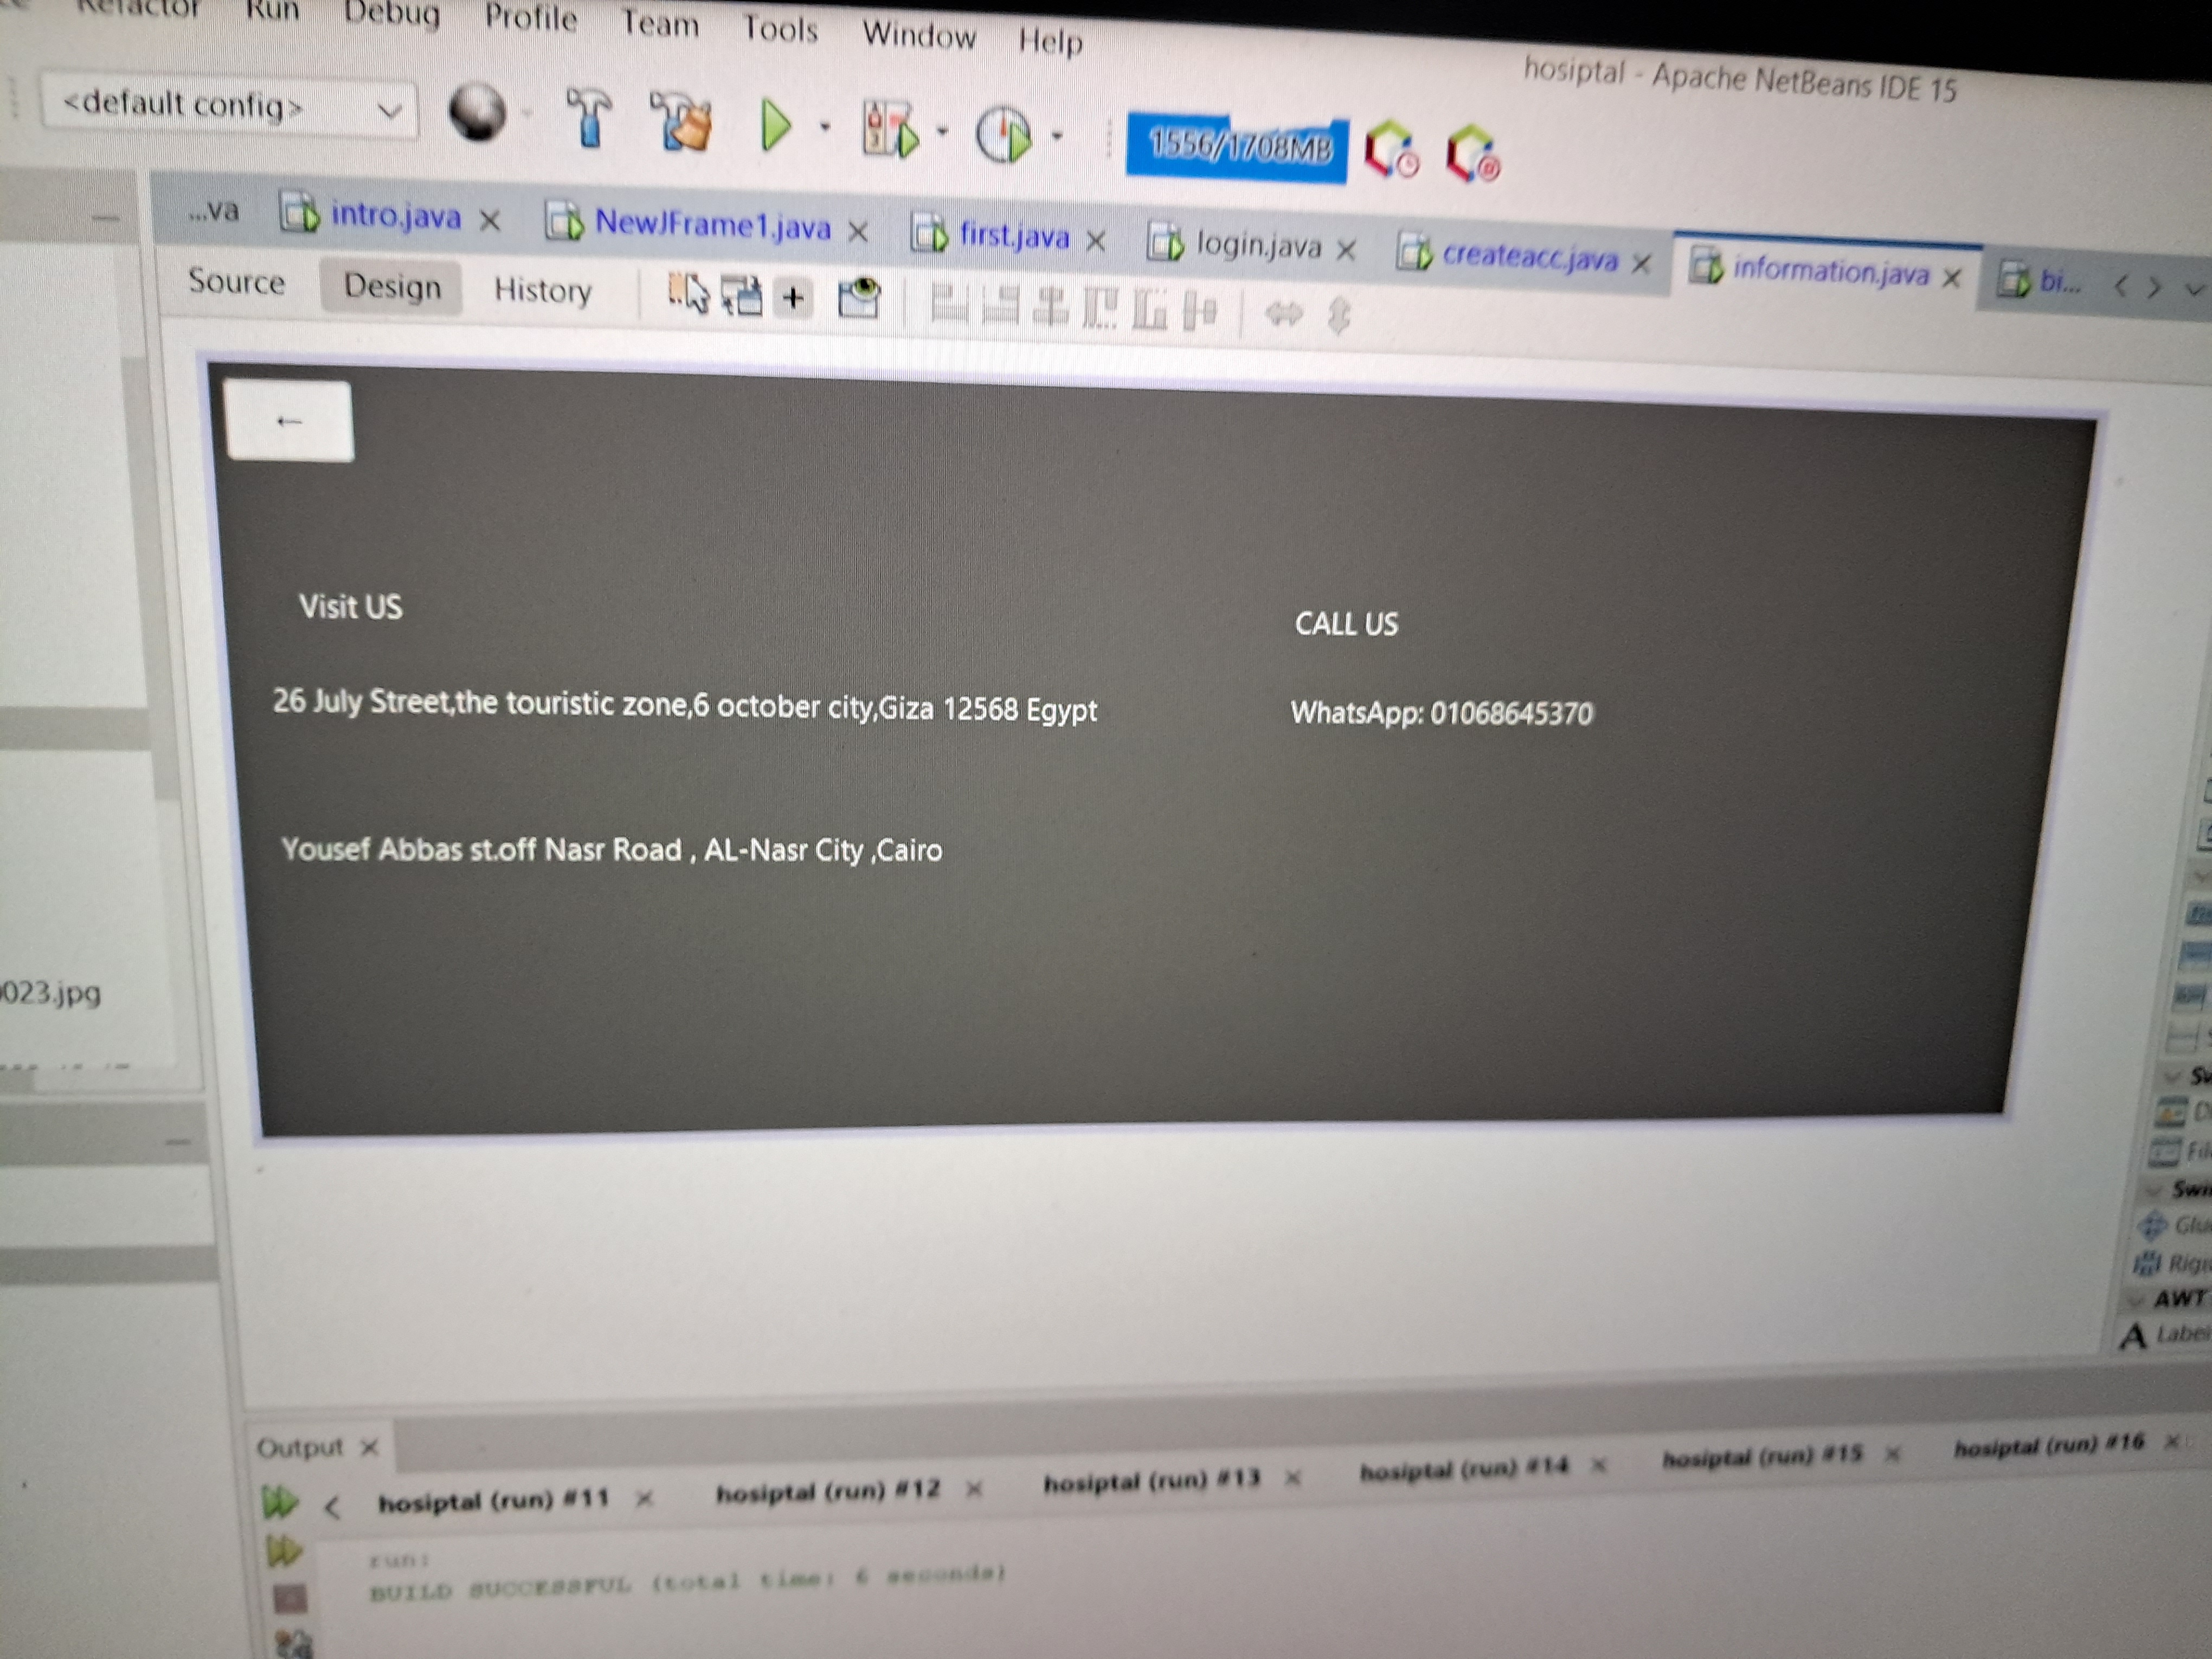 Refactor Run Debug Profile Team Tools Window Help
hosiptal - Apache NetBeans IDE 15
<default config>
1556/1708MB
...va intro.java NewJFrame1.java first.java login.java createacc.java information.java bi...
Source Design History
←
Visit US
CALL US
26 July Street,the touristic zone,6 october city,Giza 12568 Egypt
WhatsApp: 01068645370
Yousef Abbas st.off Nasr Road , AL-Nasr City ,Cairo
023.jpg
Swi
Glu
Rigi
AWT
A Label
Output
hosiptal (run) #11 hosiptal (run) #12 hosiptal (run) #13 hosiptal (run) #14 hosiptal (run) #15 hosiptal (run) #16
run:
BUILD SUCCESSFUL (total time: 6 seconds)